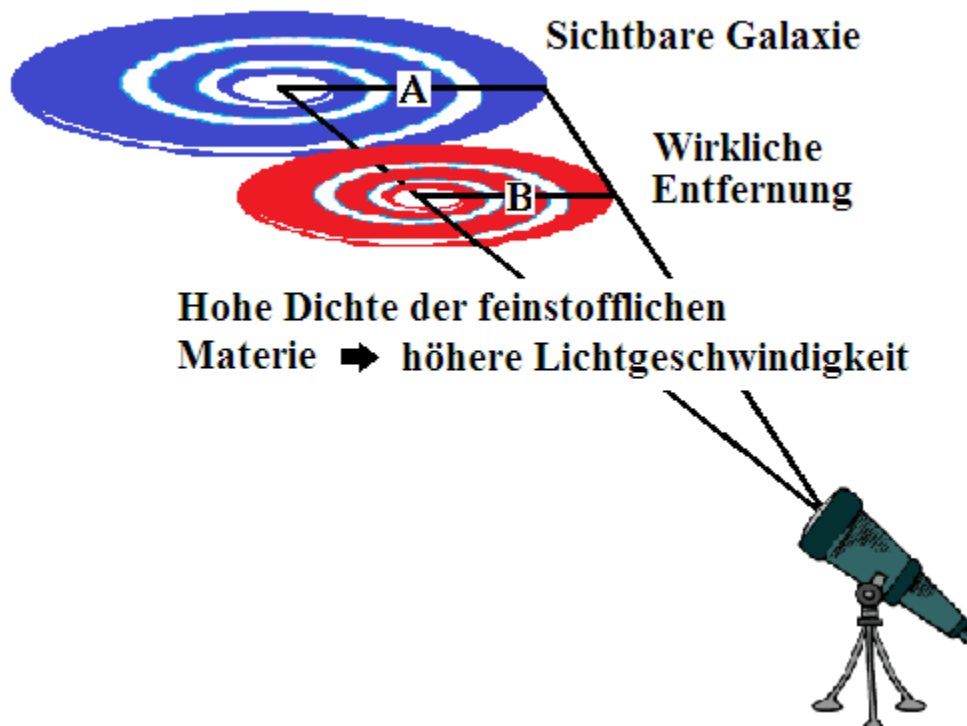 Sichtbare Galaxie
A
Wirkliche
Entfernung
B
Hohe Dichte der feinstofflichen
Materie ➡ höhere Lichtgeschwindigkeit